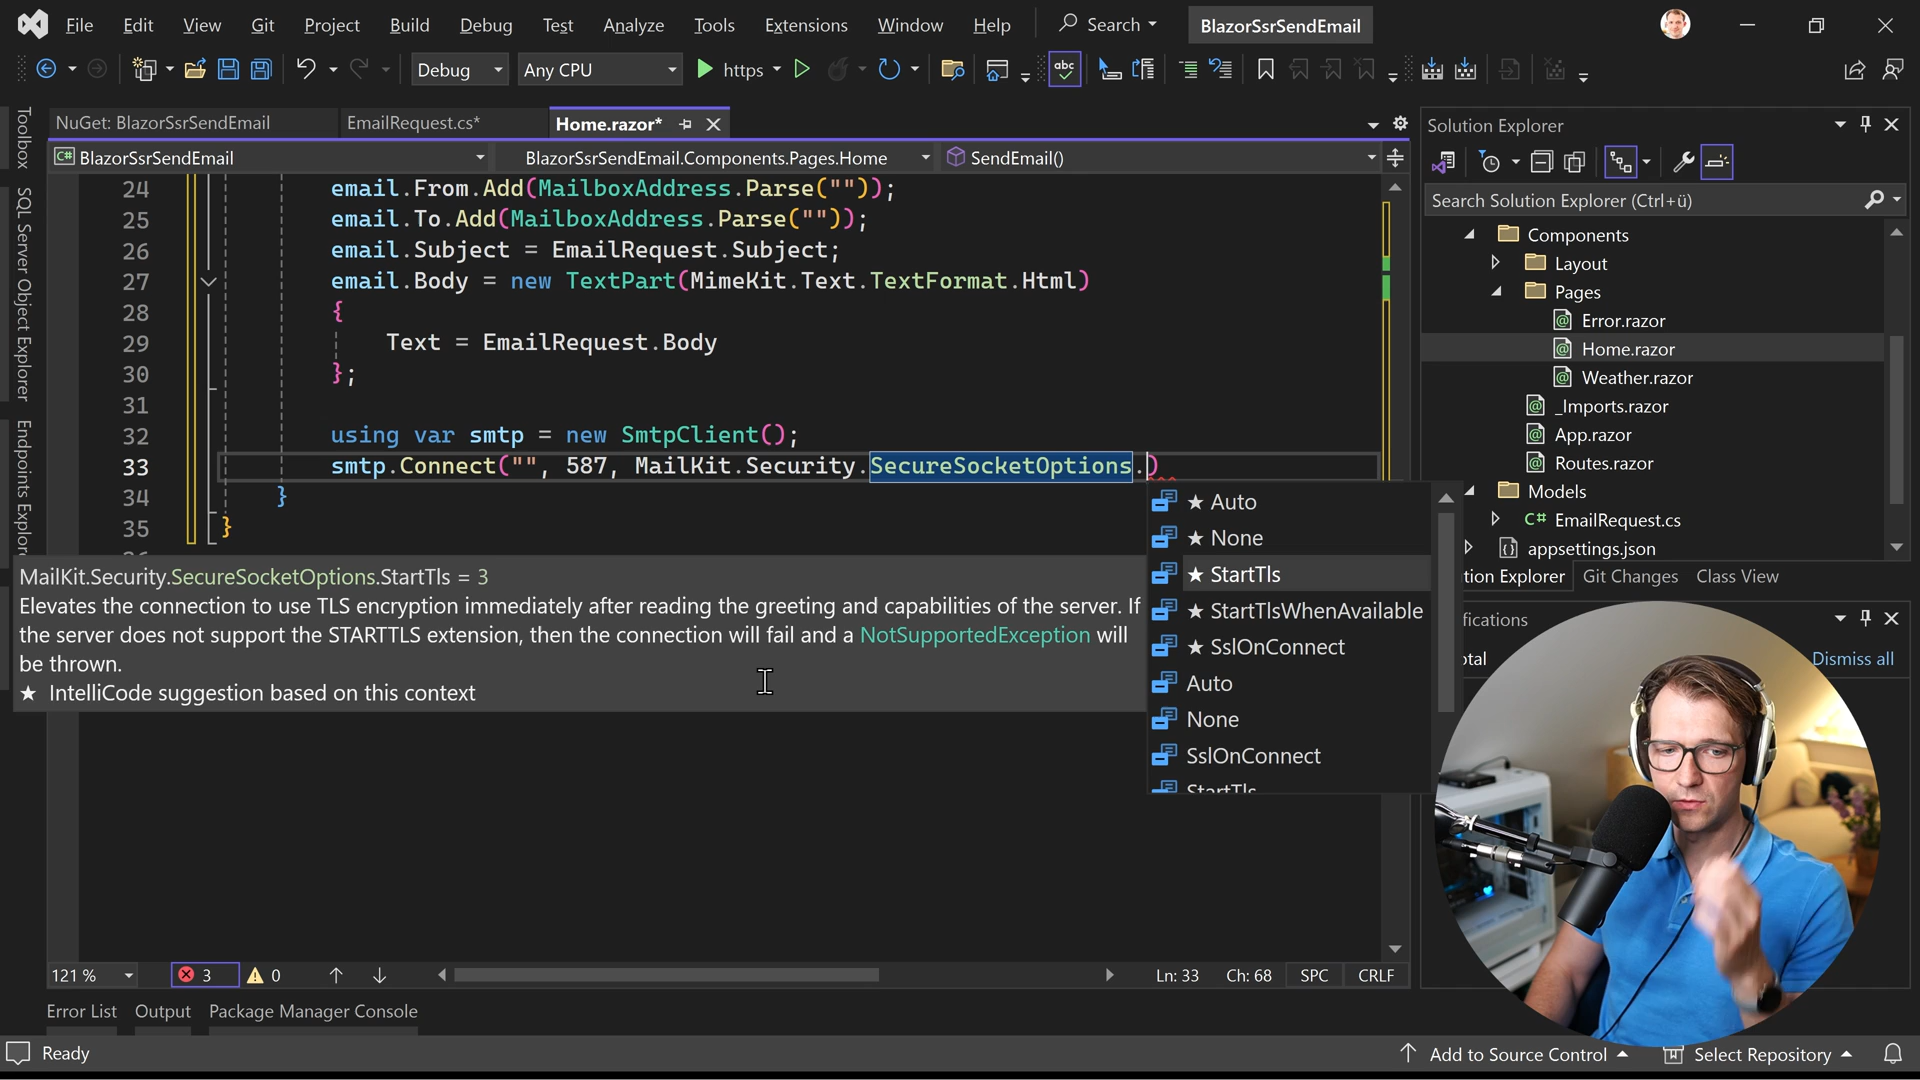 File Edit View Git Project Build Debug Test Analyze Tools Extensions Window Help Search BlazorSsrSendEmail
Debug Any CPU https abc
NuGet: BlazorSsrSendEmail EmailRequest.cs* Home.razor*
C# BlazorSsrSendEmail BlazorSsrSendEmail.Components.Pages.Home SendEmail()
24 email.From.Add(MailboxAddress.Parse(""));
25 email.To.Add(MailboxAddress.Parse(""));
26 email.Subject = EmailRequest.Subject;
27 email.Body = new TextPart(MimeKit.Text.TextFormat.Html)
28 {
29 Text = EmailRequest.Body
30 };
31
32 using var smtp = new SmtpClient();
33 smtp.Connect("", 587, MailKit.Security.SecureSocketOptions.)
34 }
35 }
MailKit.Security.SecureSocketOptions.StartTls = 3
Elevates the connection to use TLS encryption immediately after reading the greeting and capabilities of the server. If
the server does not support the STARTTLS extension, then the connection will fail and a NotSupportedException will
be thrown.
★ IntelliCode suggestion based on this context
★ Auto
★ None
★ StartTls
★ StartTlsWhenAvailable
★ SslOnConnect
Auto
None
SslOnConnect
StartTls
Toolbox
SQL Server Object Explorer
Endpoints Explore
Solution Explorer
Search Solution Explorer (Ctrl+ü)
Components
Layout
Pages
Error.razor
Home.razor
Weather.razor
_Imports.razor
App.razor
Routes.razor
Models
C# EmailRequest.cs
appsettings.json
tion Explorer Git Changes Class View
fications
otal Dismiss all
121 % 3 0 Ln: 33 Ch: 68 SPC CRLF
Error List Output Package Manager Console
Ready Add to Source Control Select Repository